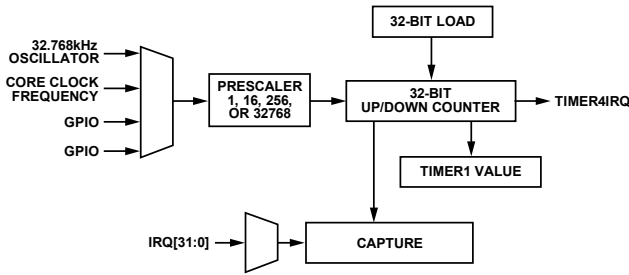 32-BIT LOAD
32.768kHz
OSCILLATOR
CORE CLOCK
FREQUENCY
GPIO
GPIO
PRESCALER
1, 16, 256,
OR 32768
32-BIT
UP/DOWN COUNTER
TIMER4IRQ
TIMER1 VALUE
IRQ[31:0]
CAPTURE